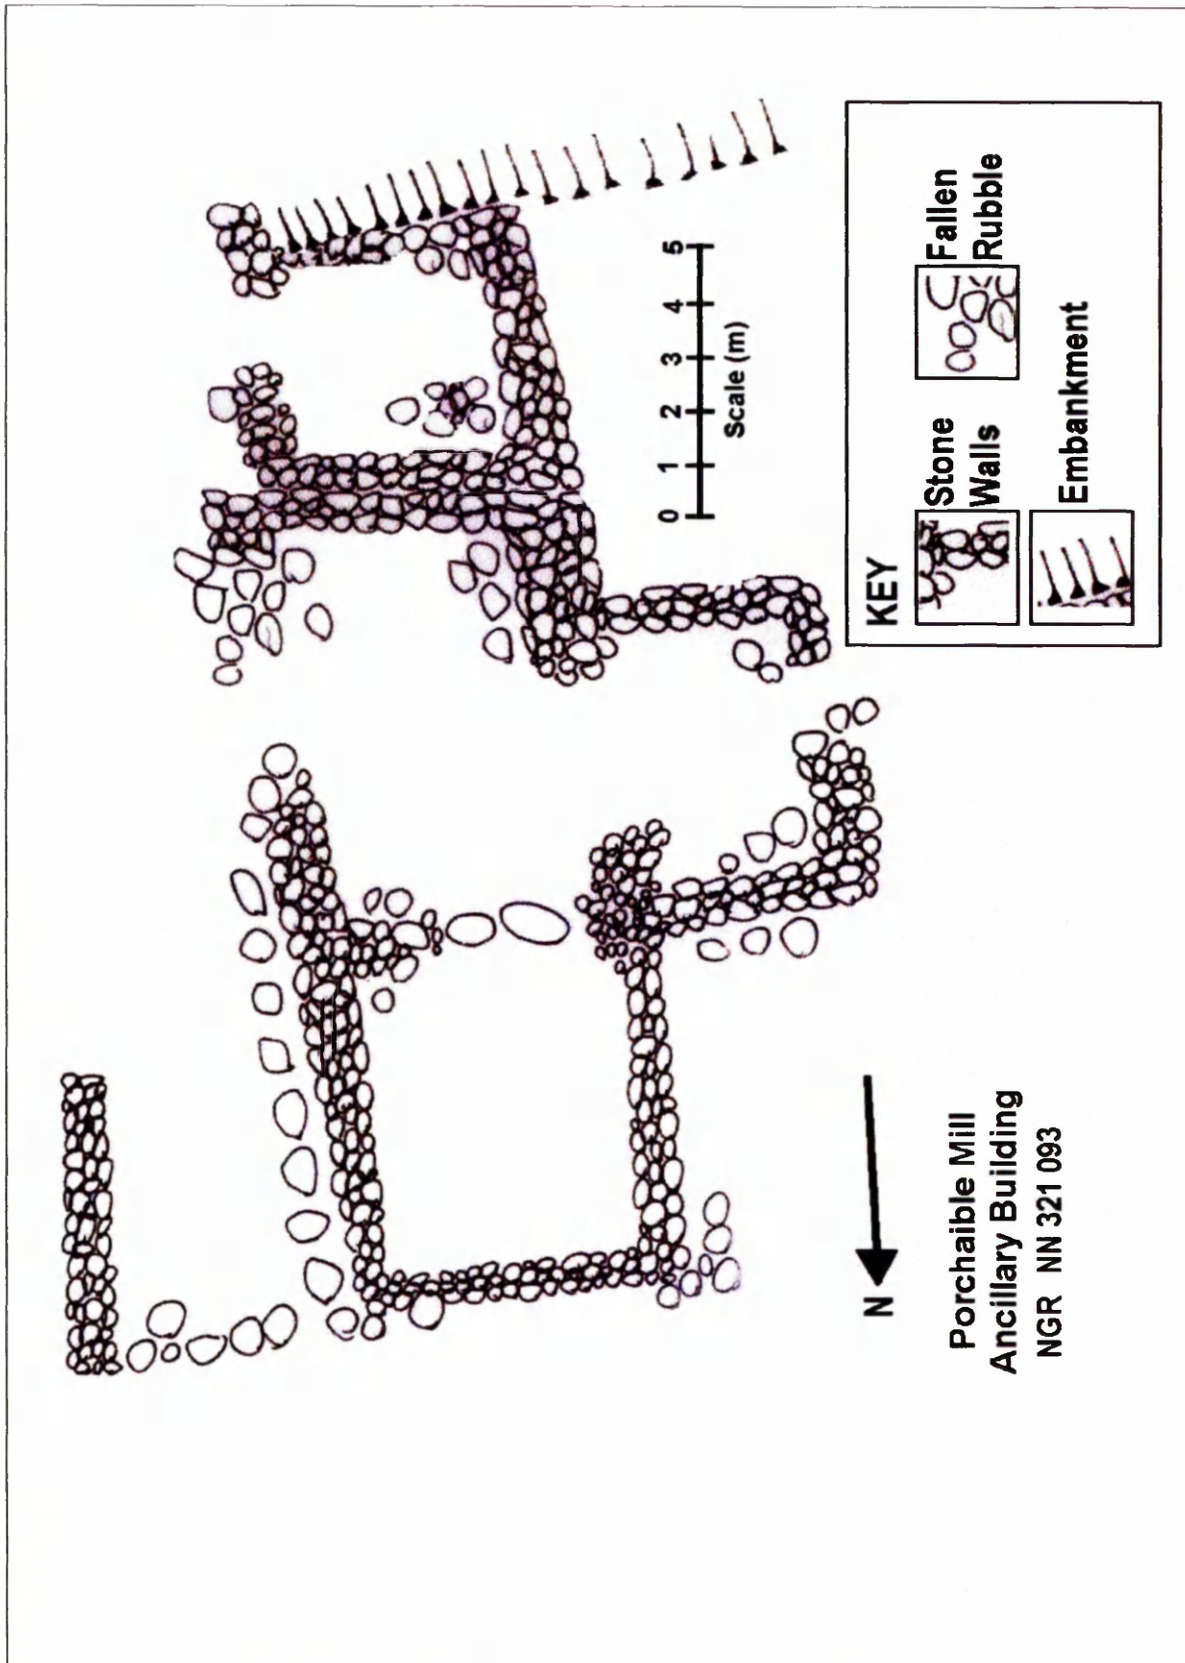 Porchaible Mill
Ancillary Building
NGR NN 321 093
N
0 1 2 3 4 5
Scale (m)
KEY
Stone
Walls
Fallen
Rubble
Embankment